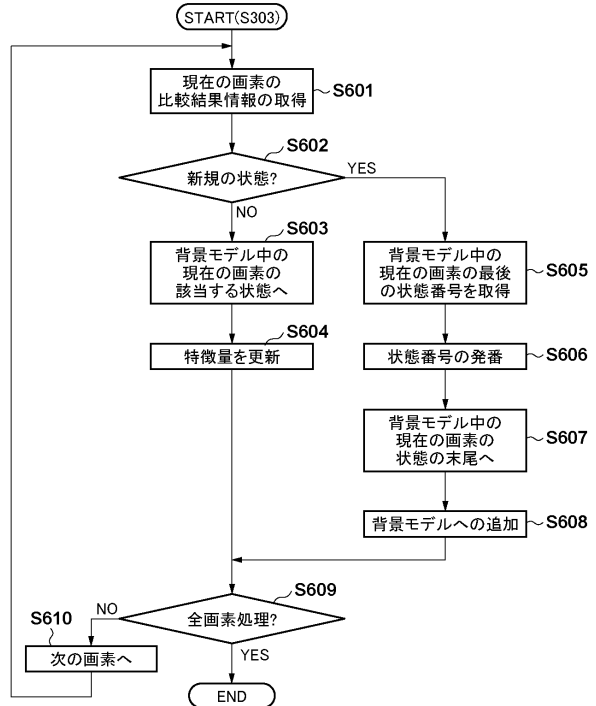 START(S303)
現在の画素の
比較結果情報の取得
S601
S602
新規の状態?
YES
NO
S603
背景モデル中の
現在の画素の
該当する状態へ
S604
特徴量を更新
背景モデル中の
現在の画素の最後
の状態番号を取得
S605
状態番号の発番
S606
背景モデル中の
現在の画素の
状態の末尾へ
S607
背景モデルへの追加
S608
S609
全画素処理?
NO
YES
S610
次の画素へ
END